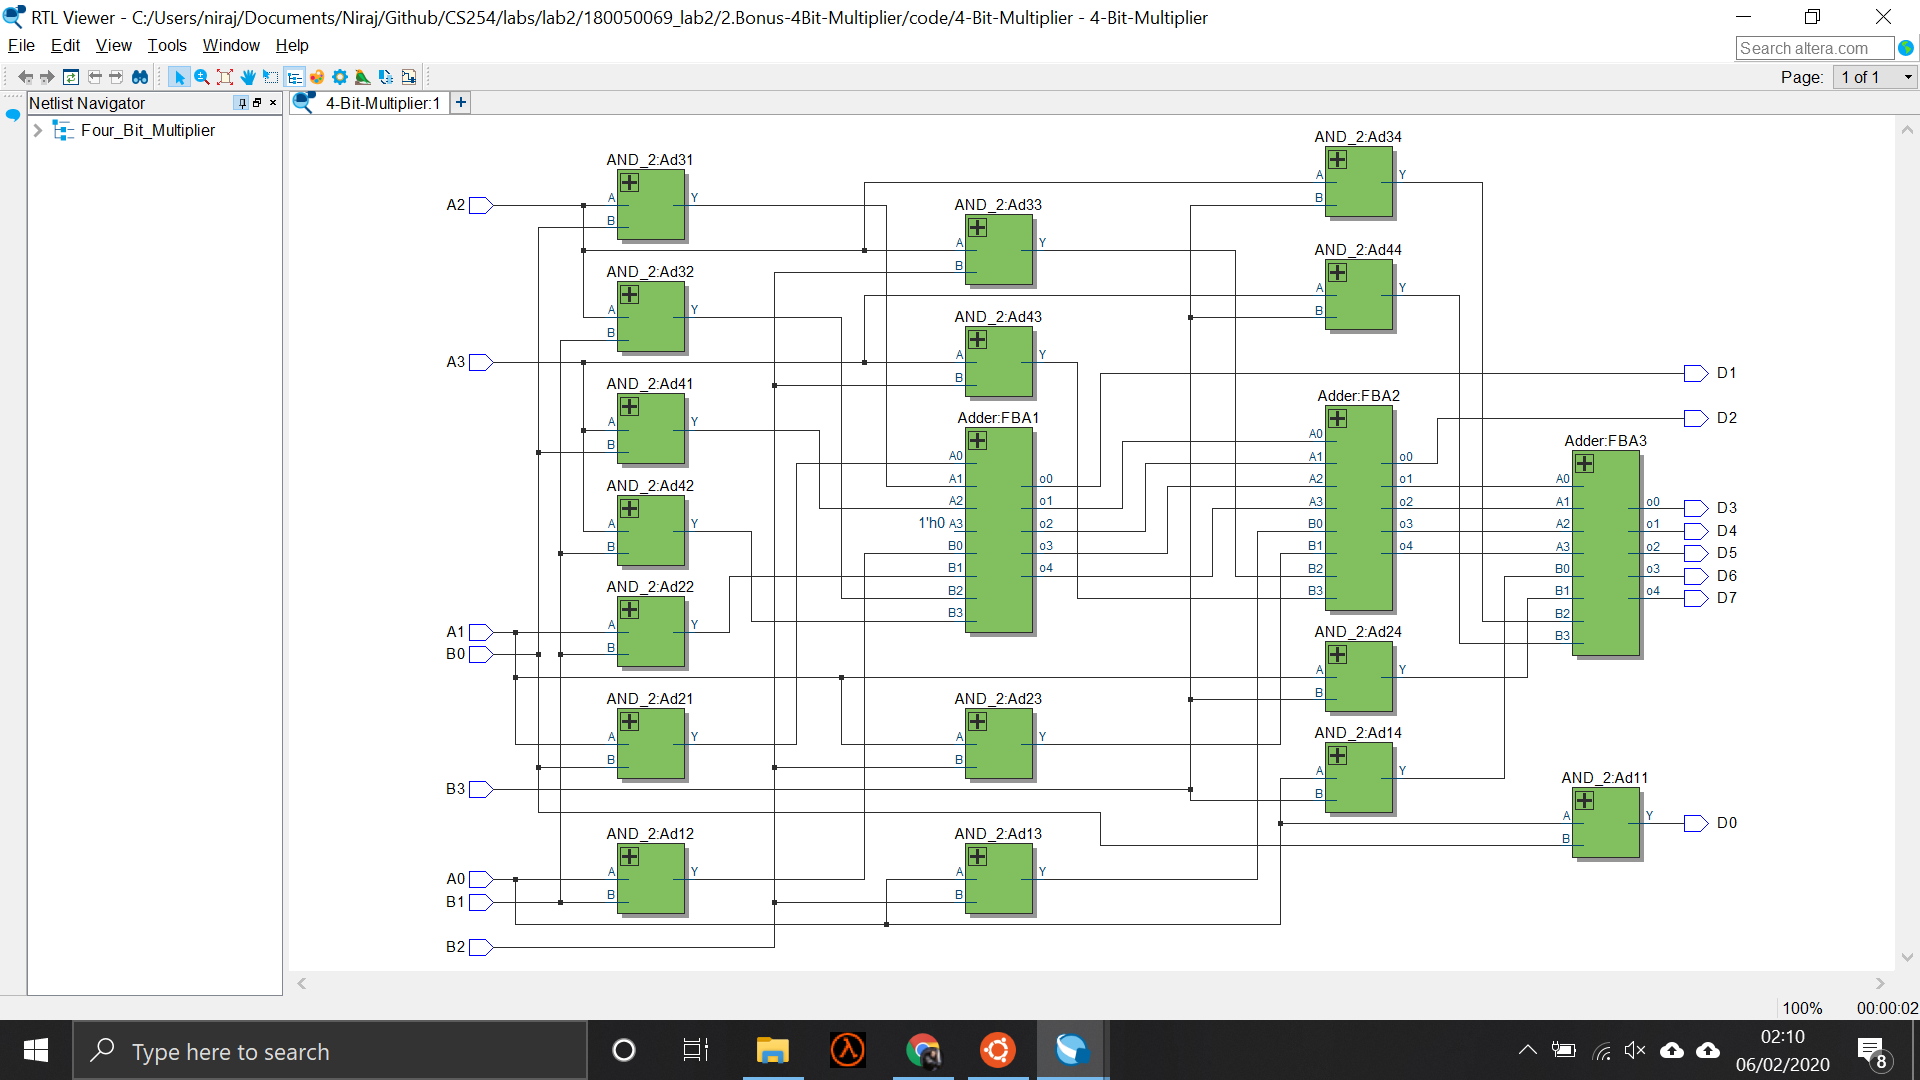 RTL Viewer - C:/Users/niraj/Documents/Niraj/Github/CS254/labs/lab2/180050069_lab2/2.Bonus-4Bit-Multiplier/code/4-Bit-Multiplier - 4-Bit-Multiplier
File Edit View Tools Window Help
Search altera.com
Page: 1 of 1
Netlist Navigator
4-Bit-Multiplier:1
Four_Bit_Multiplier
AND_2:Ad31
A
B
Y
AND_2:Ad32
A
B
Y
AND_2:Ad41
A
B
Y
AND_2:Ad42
A
B
Y
AND_2:Ad22
A
B
Y
AND_2:Ad21
A
B
Y
AND_2:Ad12
A
B
Y
A2
A3
A1
B0
B3
A0
B1
B2
AND_2:Ad33
A
B
Y
AND_2:Ad43
A
B
Y
Adder:FBA1
A0
A1
A2
1'h0 A3
B0
B1
B2
B3
o0
o1
o2
o3
o4
AND_2:Ad23
A
B
Y
AND_2:Ad13
A
B
Y
AND_2:Ad34
A
B
Y
AND_2:Ad44
A
B
Y
Adder:FBA2
A0
A1
A2
A3
B0
B1
B2
B3
o0
o1
o2
o3
o4
AND_2:Ad24
A
B
Y
AND_2:Ad14
A
B
Y
Adder:FBA3
A0
A1
A2
A3
B0
B1
B2
B3
o0
o1
o2
o3
o4
AND_2:Ad11
A
B
Y
D1
D2
D3
D4
D5
D6
D7
D0
100% 00:00:02
Type here to search
02:10
06/02/2020
8